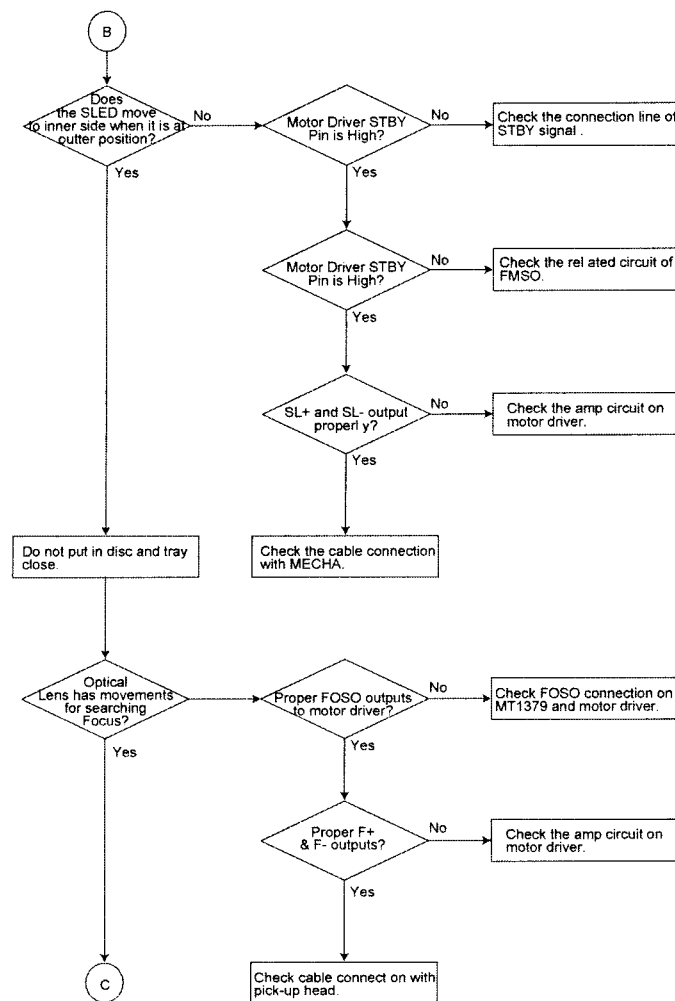 B
Does
the SLED move
to inner side when it is at
outter position?
No
Yes
Motor Driver STBY
Pin is High?
No
Yes
Check the connection line of
STBY signal .
Motor Driver STBY
Pin is High?
No
Yes
Check the rel ated circuit of
FMSO.
SL+ and SL- output
properl y?
No
Yes
Check the amp circuit on
motor driver.
Check the cable connection
with MECHA.
Do not put in disc and tray
close.
Optical
Lens has movements
for searching
Focus?
Yes
Proper FOSO outputs
to motor driver?
No
Yes
Check FOSO connection on
MT1379 and motor driver.
Proper F+
& F- outputs?
No
Yes
Check the amp circuit on
motor driver.
Check cable connect on with
pick-up head.
C